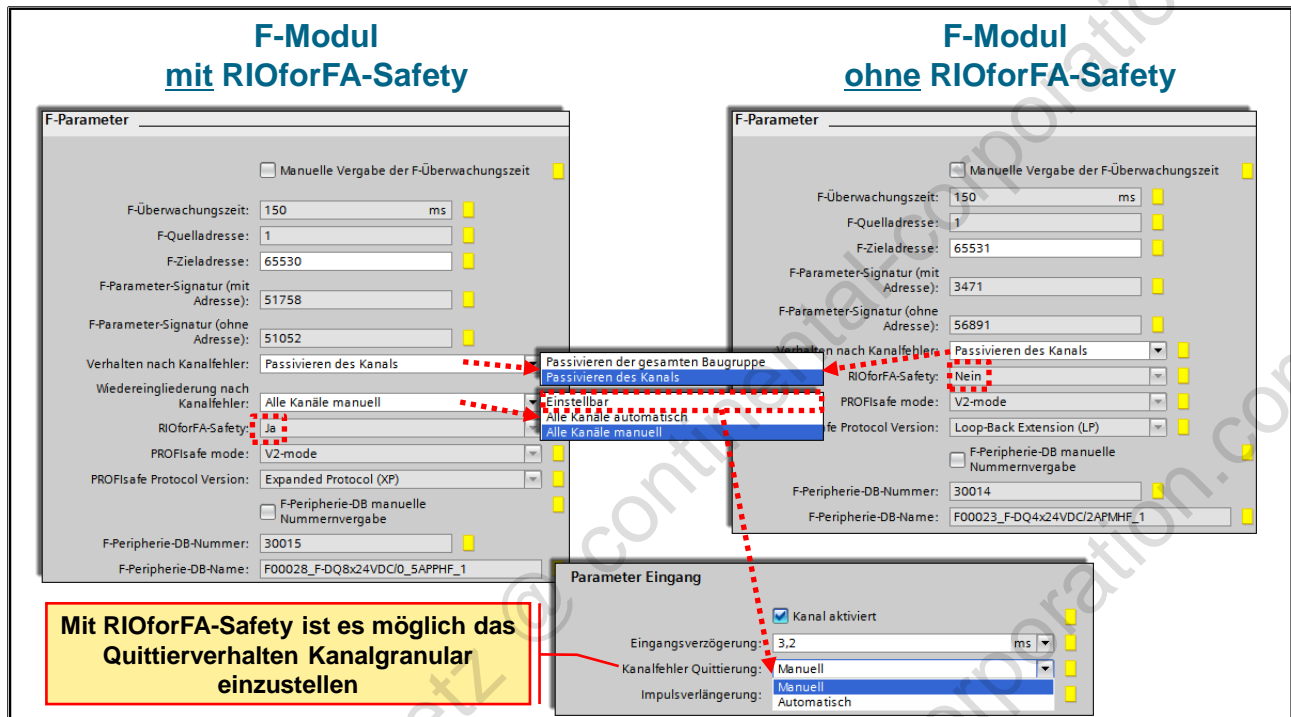 F-Modul
mit RIOforFA-Safety
F-Modul
ohne RIOforFA-Safety
F-Parameter
Manuelle Vergabe der F-Überwachungszeit
F-Überwachungszeit: 150 ms
F-Quelladresse: 1
F-Zieladresse: 65530
F-Parameter-Signatur (mit
Adresse): 51758
F-Parameter-Signatur (ohne
Adresse): 51052
Verhalten nach Kanalfehler: Passivieren des Kanals
Wiedereingliederung nach
Kanalfehler: Alle Kanäle manuell
RIOforFA-Safety: Ja
PROFIsafe mode: V2-mode
PROFIsafe Protocol Version: Expanded Protocol (XP)
F-Peripherie-DB manuelle
Nummernvergabe
F-Peripherie-DB-Nummer: 30015
F-Peripherie-DB-Name: F00028_F-DQ8x24VDC/0_5APPHF_1
Passivieren der gesamten Baugruppe
Passivieren des Kanals
Einstellbar
Alle Kanäle automatisch
Alle Kanäle manuell
F-Parameter
Manuelle Vergabe der F-Überwachungszeit
F-Überwachungszeit: 150 ms
F-Quelladresse: 1
F-Zieladresse: 65531
F-Parameter-Signatur (mit
Adresse): 3471
F-Parameter-Signatur (ohne
Adresse): 56891
Verhalten nach Kanalfehler: Passivieren des Kanals
RIOforFA-Safety: Nein
PROFIsafe mode: V2-mode
afe Protocol Version: Loop-Back Extension (LP)
F-Peripherie-DB manuelle
Nummernvergabe
F-Peripherie-DB-Nummer: 30014
F-Peripherie-DB-Name: F00023_F-DQ4x24VDC/2APMHF_1
Parameter Eingang
Kanal aktiviert
Eingangsverzögerung: 3,2 ms
Kanalfehler Quittierung: Manuell
Manuell
Automatisch
Impulsverlängerung:
Mit RIOforFA-Safety ist es möglich das
Quittierverhalten Kanalgranular
einzustellen
etz @ continental-corporation.com
orporation.com